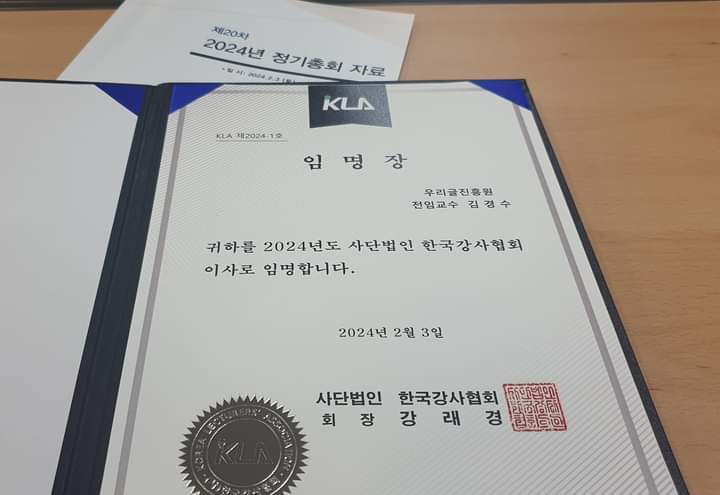 제20차
2024년 정기총회 자료
KLA
KLA 제2024-1호
임 명 장
우리글진흥원
전임교수 김경수
귀하를 2024년도 사단법인 한국강사협회
이사로 임명합니다.
2024년 2월 3일
사단법인 한국강사협회
회 장 강 래 경
KOREA LECTURERS' ASSOCIATION
KLA